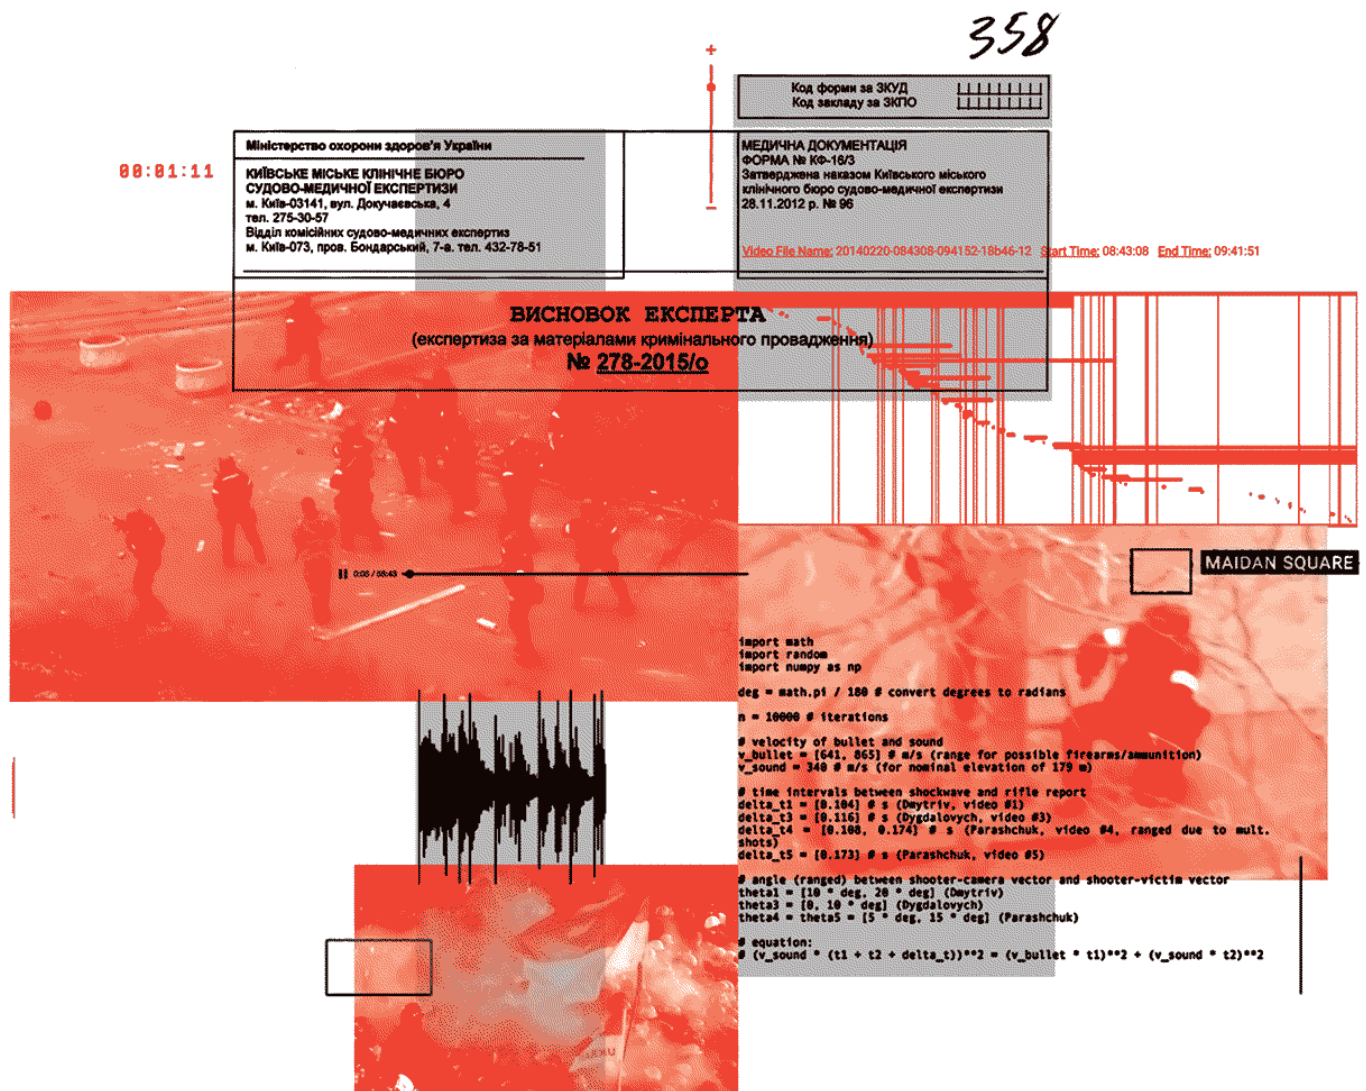 358
+
Код форми за ЗКУД
Код закладу за ЗКПО
Міністерство охорони здоров'я України
КИЇВСЬКЕ МІСЬКЕ КЛІНІЧНЕ БЮРО
СУДОВО-МЕДИЧНОЇ ЕКСПЕРТИЗИ
м. Київ-03141, вул. Докучаєвська, 4
тел. 275-30-57
Відділ комісійних судово-медичних експертиз
м. Київ-073, пров. Бондарський, 7-а. тел. 432-78-51
МЕДИЧНА ДОКУМЕНТАЦІЯ
ФОРМА № КФ-16/3
Затверджена наказом Київського міського
клінічного бюро судово-медичної експертизи
28.11.2012 р. № 96
00:01:11
–
Video File Name: 20140220-084308-094152-18b46-12 Start Time: 08:43:08 End Time: 09:41:51
ВИСНОВОК ЕКСПЕРТА
(експертиза за матеріалами кримінального провадження)
№ 278-2015/о
0:05 / 58:43
MAIDAN SQUARE
import math
import random
import numpy as np
deg = math.pi / 180 # convert degrees to radians
n = 10000 # iterations
# velocity of bullet and sound
v_bullet = [641, 865] # m/s (range for possible firearms/ammunition)
v_sound = 340 # m/s (for nominal elevation of 179 m)
# time intervals between shockwave and rifle report
delta_t1 = [0.104] # s (Dmytriv, video #1)
delta_t3 = [0.116] # s (Dygdalovych, video #3)
delta_t4 = [0.108, 0.174] # s (Parashchuk, video #4, ranged due to mult.
shots)
delta_t5 = [0.173] # s (Parashchuk, video #5)
# angle (ranged) between shooter-camera vector and shooter-victim vector
theta1 = [10 * deg, 20 * deg] (Dmytriv)
theta3 = [0, 10 * deg] (Dygdalovych)
theta4 = theta5 = [5 * deg, 15 * deg] (Parashchuk)
# equation:
# (v_sound * (t1 + t2 + delta_t))**2 = (v_bullet * t1)**2 + (v_sound * t2)**2